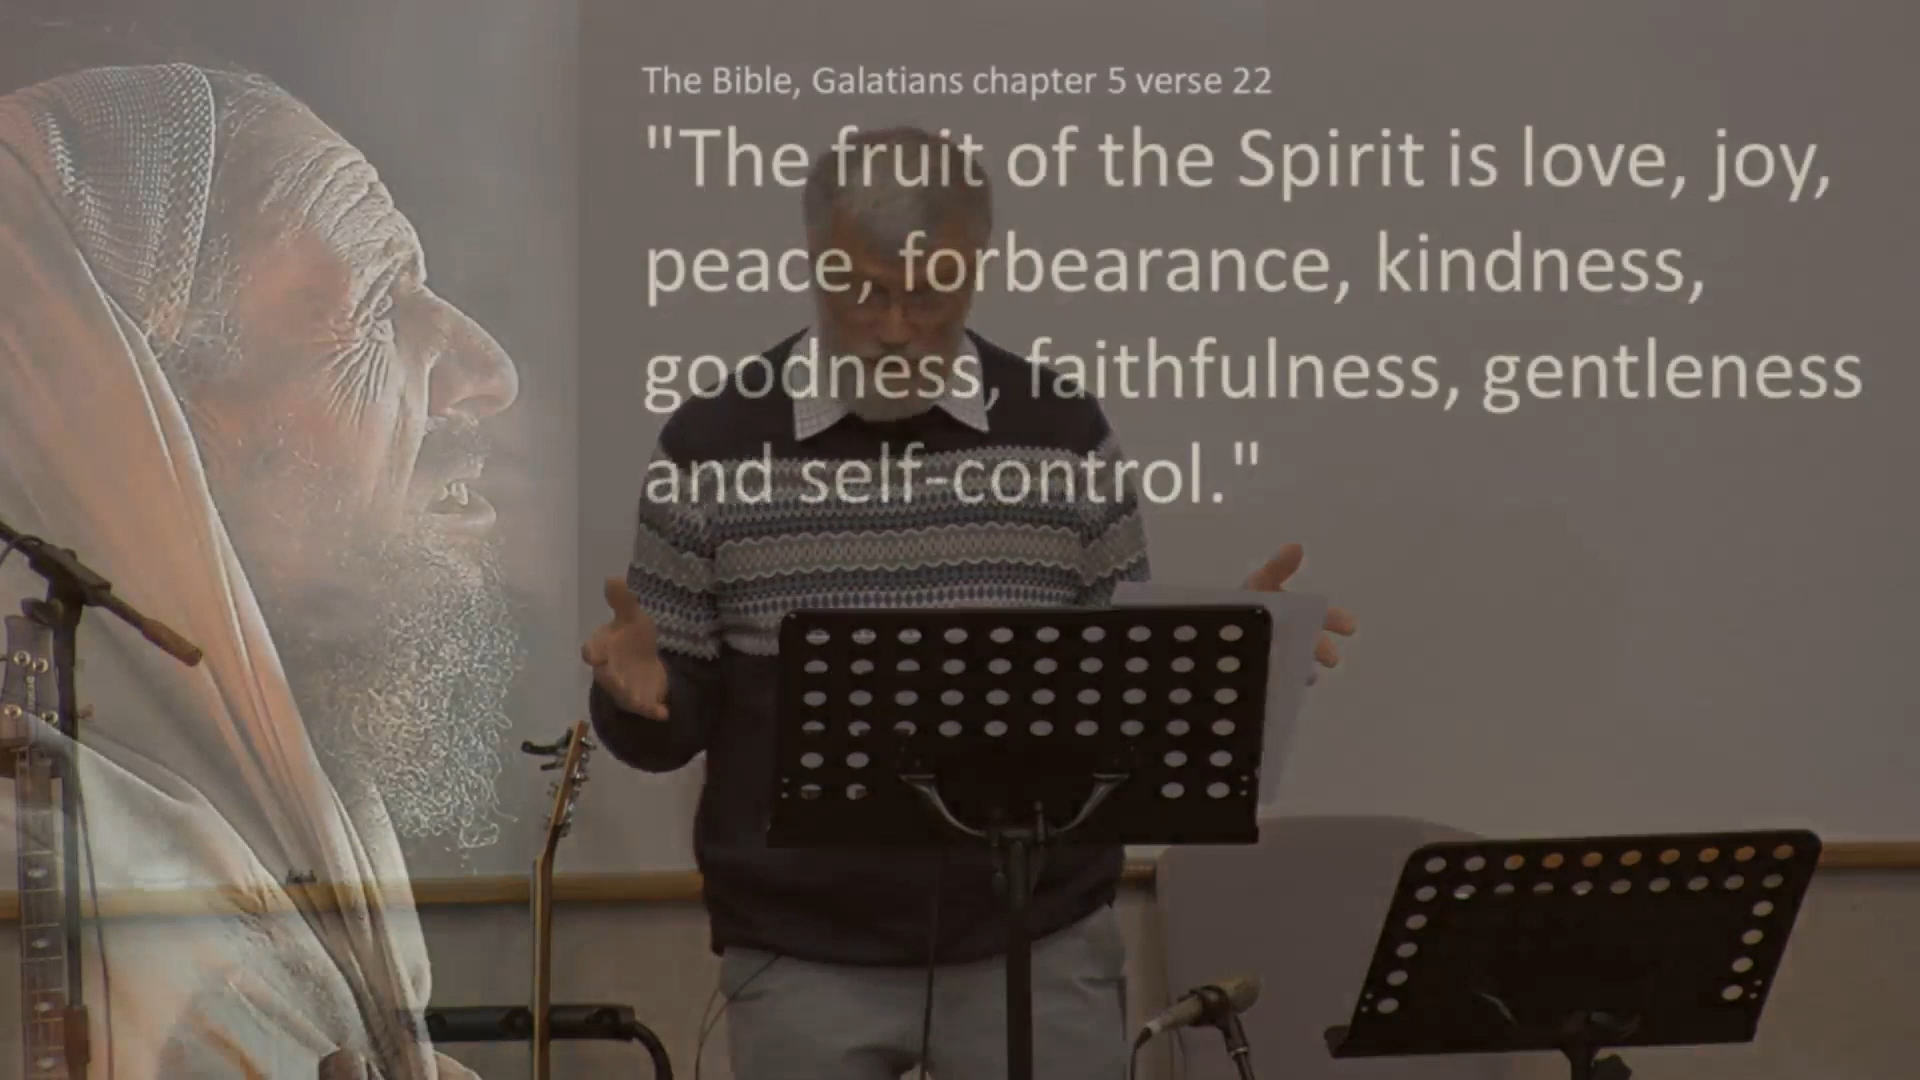 The Bible, Galatians chapter 5 verse 22
"The fruit of the Spirit is love, joy,
peace, forbearance, kindness,
goodness, faithfulness, gentleness
and self-control."